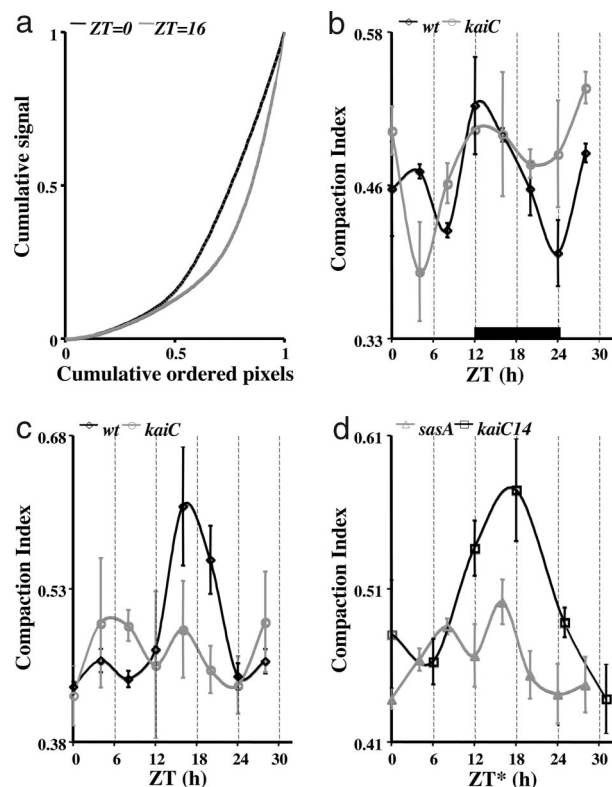 a
ZT=0 ZT=16
Cumulative signal
1
0.5
0
0 0.5 1
Cumulative ordered pixels
b
wt kaiC
Compaction Index
0.58
0.46
0.33
0 6 12 18 24 30
ZT (h)
c
wt kaiC
Compaction Index
0.68
0.53
0.38
0 6 12 18 24 30
ZT (h)
d
sasA kaiC14
Compaction Index
0.61
0.51
0.41
0 6 12 18 24 30
ZT* (h)